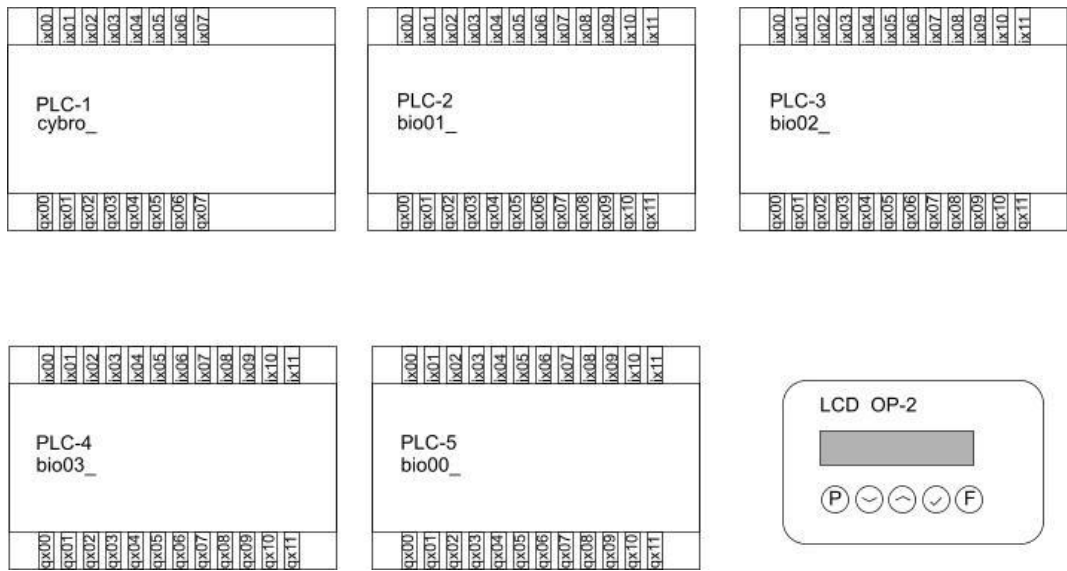 ix00 ix01 ix02 ix03 ix04 ix05 ix06 ix07
PLC-1
cybro_
qx00 qx01 qx02 qx03 qx04 qx05 qx06 qx07
ix00 ix01 ix02 ix03 ix04 ix05 ix06 ix07 ix08 ix09 ix10 ix11
PLC-2
bio01_
qx00 qx01 qx02 qx03 qx04 qx05 qx06 qx07 qx08 qx09 qx10 qx11
ix00 ix01 ix02 ix03 ix04 ix05 ix06 ix07 ix08 ix09 ix10 ix11
PLC-3
bio02_
qx00 qx01 qx02 qx03 qx04 qx05 qx06 qx07 qx08 qx09 qx10 qx11
ix00 ix01 ix02 ix03 ix04 ix05 ix06 ix07 ix08 ix09 ix10 ix11
PLC-4
bio03_
qx00 qx01 qx02 qx03 qx04 qx05 qx06 qx07 qx08 qx09 qx10 qx11
ix00 ix01 ix02 ix03 ix04 ix05 ix06 ix07 ix08 ix09 ix10 ix11
PLC-5
bio00_
qx00 qx01 qx02 qx03 qx04 qx05 qx06 qx07 qx08 qx09 qx10 qx11
LCD OP-2
P F